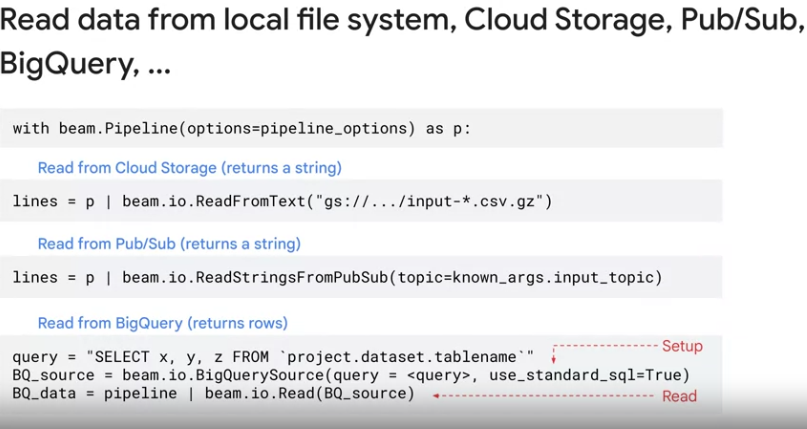 Read data from local file system, Cloud Storage, Pub/Sub,
BigQuery, ...
with beam.Pipeline(options=pipeline_options) as p:
Read from Cloud Storage (returns a string)
lines = p | beam.io.ReadFromText("gs://.../input-*.csv.gz")
Read from Pub/Sub (returns a string)
lines = p | beam.io.ReadStringsFromPubSub(topic=known_args.input_topic)
Read from BigQuery (returns rows)
query = "SELECT x, y, z FROM `project.dataset.tablename`" Setup
BQ_source = beam.io.BigQuerySource(query = <query>, use_standard_sql=True)
BQ_data = pipeline | beam.io.Read(BQ_source) Read